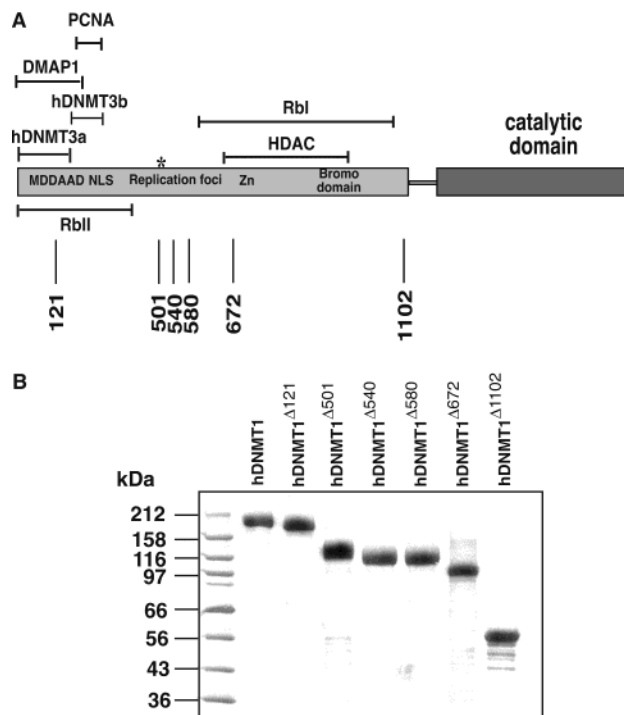 A
PCNA
DMAP1
hDNMT3b
hDNMT3a
RbI
HDAC
catalytic
domain
*
MDDAAD NLS Replication foci Zn Bromo
domain
RbII
121 501 540 580 672 1102
B
hDNMT1 hDNMT1Δ121 hDNMT1Δ501 hDNMT1Δ540 hDNMT1Δ580 hDNMT1Δ672 hDNMT1Δ1102
kDa
212
158
116
97
66
56
43
36